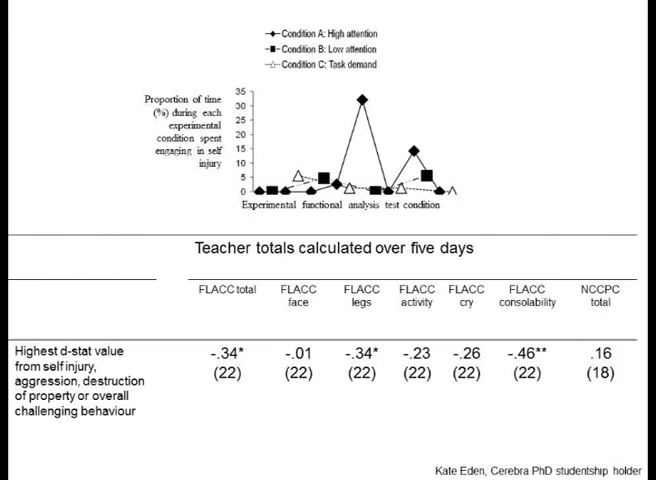 Condition A: High attention
Condition B: Low attention
Condition C: Task demand
Proportion of time
(%) during each
experimental
condition spent
engaging in self
injury
35
30
25
20
15
10
5
0
Experimental functional analysis test condition
Teacher totals calculated over five days
FLACC total FLACC face FLACC legs FLACC activity FLACC cry FLACC consolability NCCPC total
Highest d-stat value
from self injury,
aggression, destruction
of property or overall
challenging behaviour
-.34* -.01 -.34* -.23 -.26 -.46** .16
(22) (22) (22) (22) (22) (22) (18)
Kate Eden, Cerebra PhD studentship holder